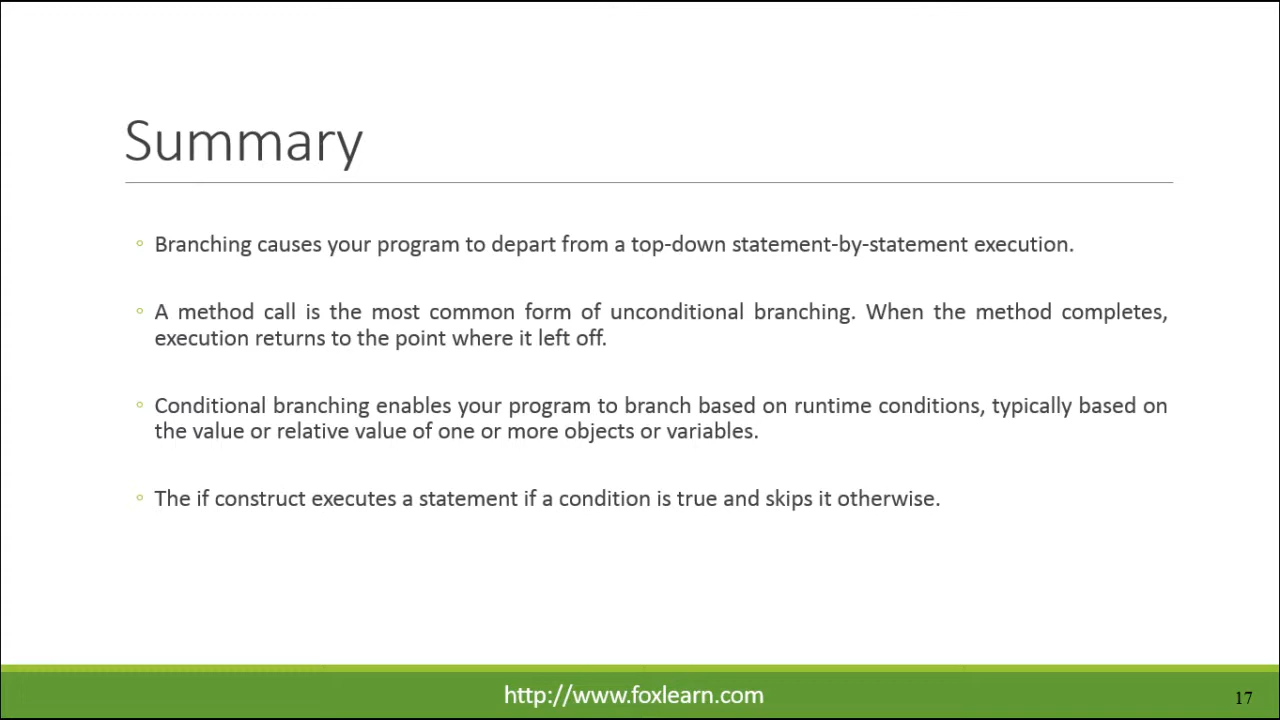 Summary
◦ Branching causes your program to depart from a top-down statement-by-statement execution.
◦ A method call is the most common form of unconditional branching. When the method completes,
execution returns to the point where it left off.
◦ Conditional branching enables your program to branch based on runtime conditions, typically based on
the value or relative value of one or more objects or variables.
◦ The if construct executes a statement if a condition is true and skips it otherwise.
http://www.foxlearn.com
17